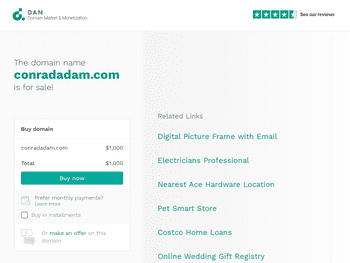 DAN
Domain Market & Monetization
See our reviews
The domain name
conradadam.com
is for sale!
Buy domain
conradadam.com $1,000
Total $1,000
Buy now
Prefer monthly payments?
Learn more
Buy in installments
Or make an offer on this
domain
Related Links
Digital Picture Frame with Email
Electricians Professional
Nearest Ace Hardware Location
Pet Smart Store
Costco Home Loans
Online Wedding Gift Registry